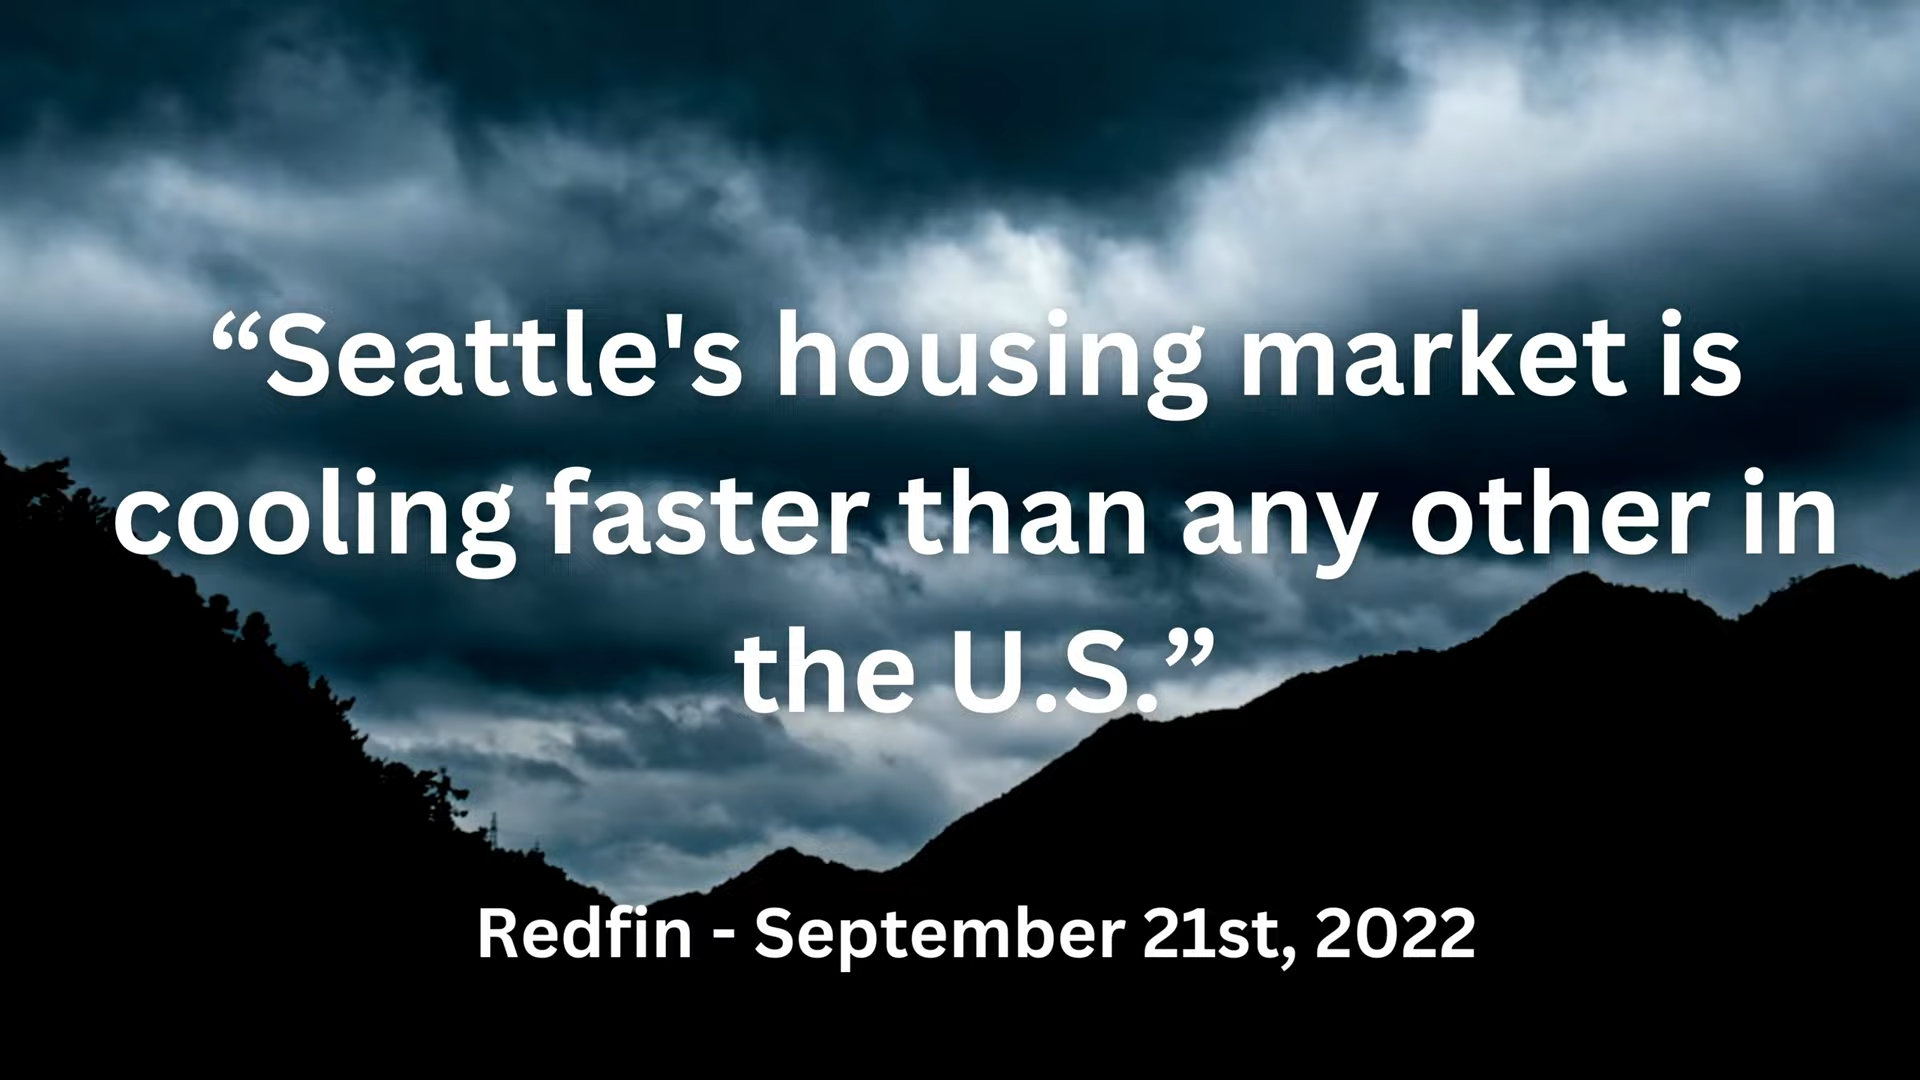 “Seattle's housing market is
cooling faster than any other in
the U.S.”
Redfin - September 21st, 2022